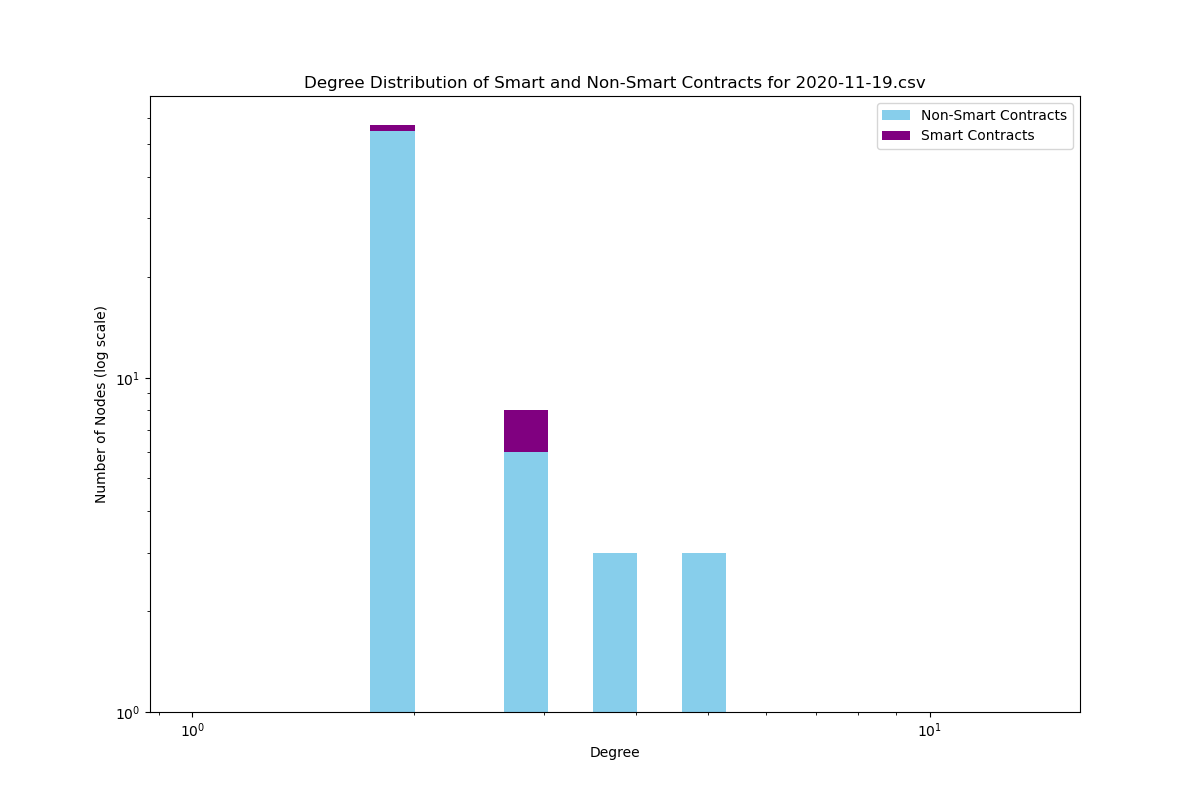 Degree Distribution of Smart and Non-Smart Contracts for 2020-11-19.csv
Non-Smart Contracts
Smart Contracts
Number of Nodes (log scale)
10¹
10⁰
10⁰ 10¹
Degree